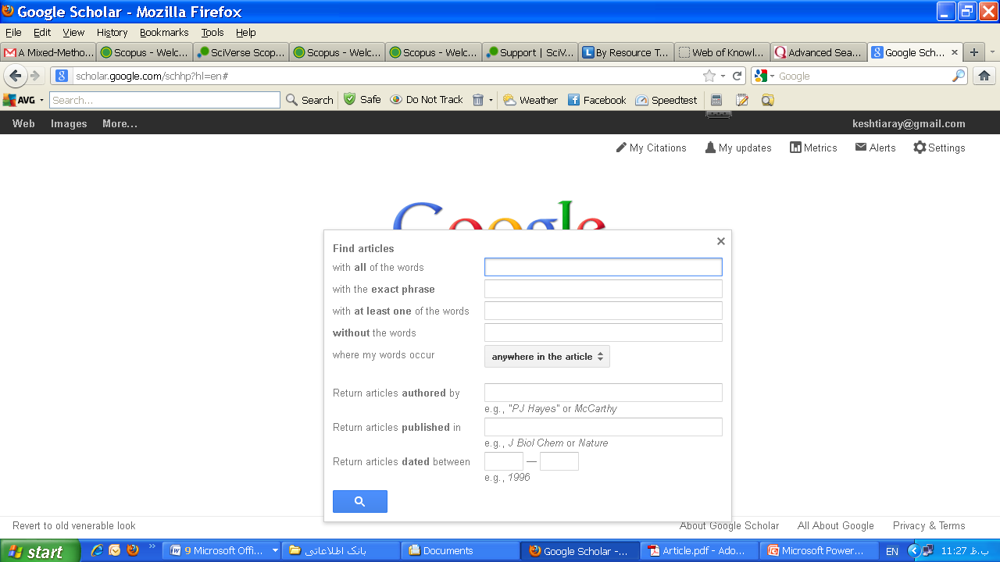 Google Scholar - Mozilla Firefox
File Edit View History Bookmarks Tools Help
A Mixed-Metho... Scopus - Welc... SciVerse Scop... Scopus - Welc... Scopus - Welc... Support | SciV... By Resource T... Web of Knowl... Advanced Sea... Google Sch...
scholar.google.com/schhp?hl=en# Google
AVG Search... Search Safe Do Not Track Weather Facebook Speedtest
Web Images More... keshtiaray@gmail.com
My Citations My updates Metrics Alerts Settings
Google
Find articles
with all of the words
with the exact phrase
with at least one of the words
without the words
where my words occur anywhere in the article
Return articles authored by
e.g., "PJ Hayes" or McCarthy
Return articles published in
e.g., J Biol Chem or Nature
Return articles dated between —
e.g., 1996
Revert to old venerable look About Google Scholar All About Google Privacy & Terms
start 9 Microsoft Offi... بانک اطلاعاتی Documents Google Scholar -... Article.pdf - Ado... Microsoft Power... EN 11:27 ب.ظ